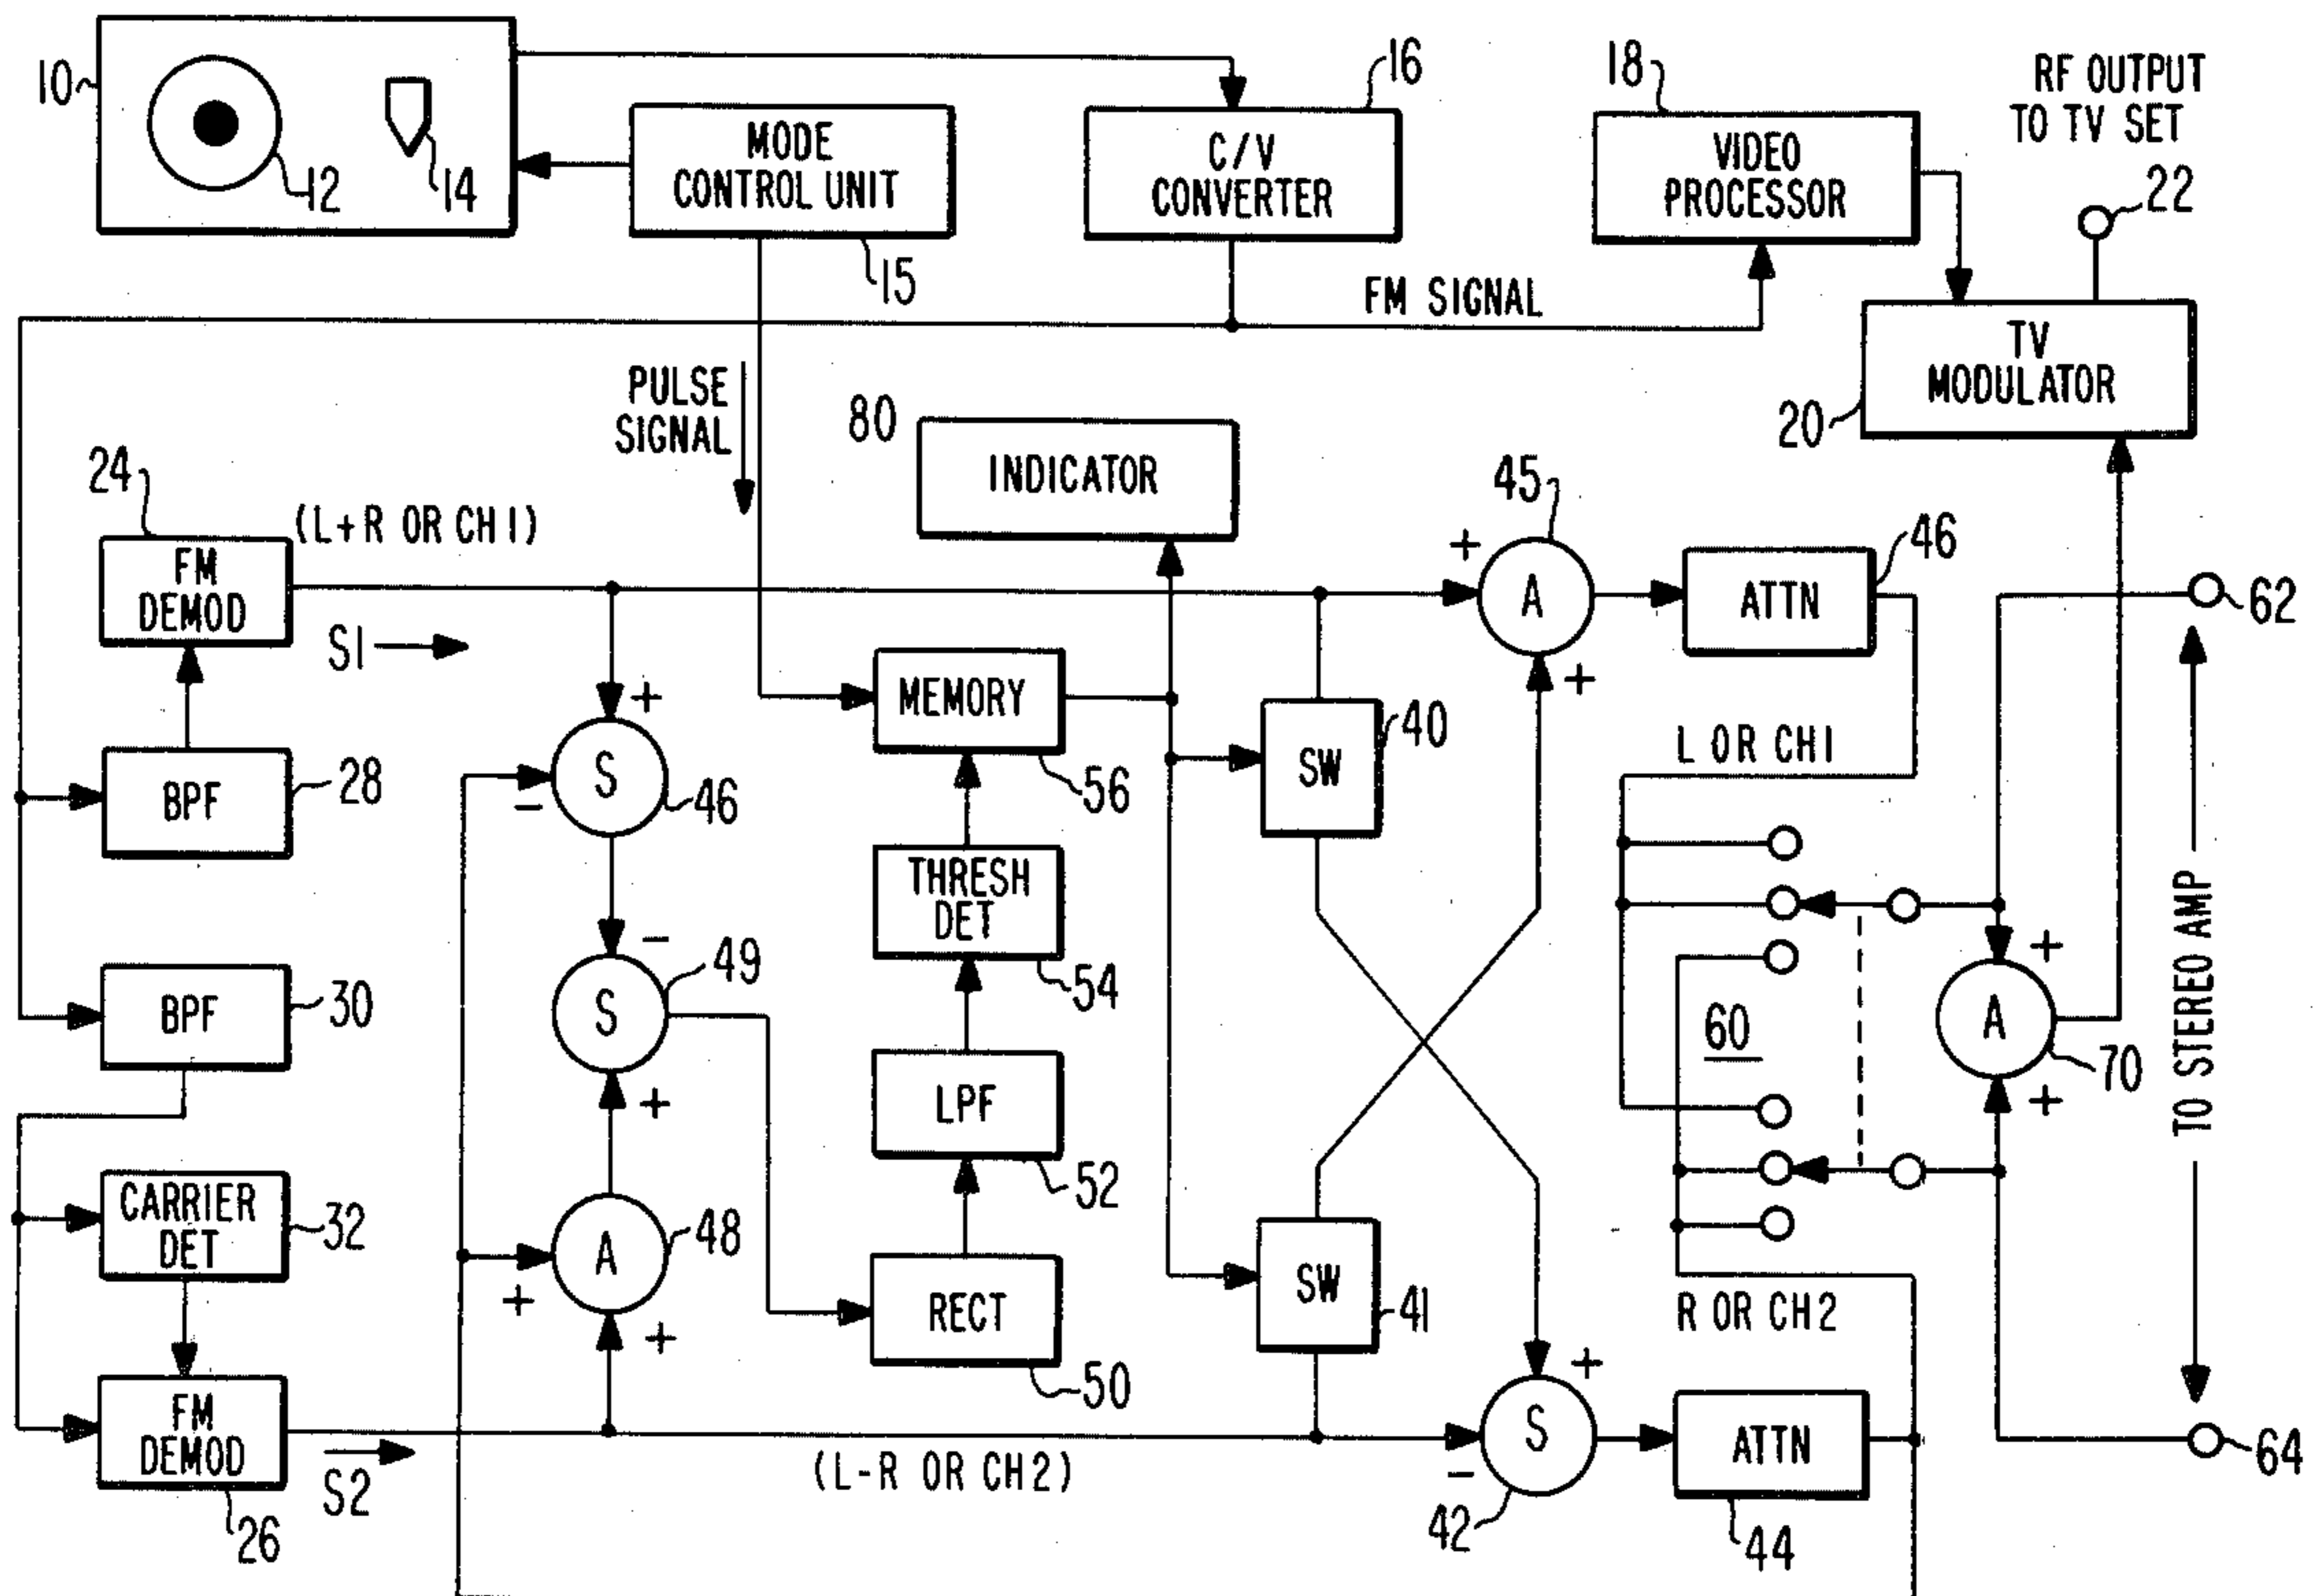 10
12
14
MODE
CONTROL UNIT
15
16
C/V
CONVERTER
18
VIDEO
PROCESSOR
RF OUTPUT
TO TV SET
22
FM SIGNAL
TV
MODULATOR
20
PULSE
SIGNAL
80
INDICATOR
24
(L+R OR CH1)
FM
DEMOD
S1
45
+
A
+
46
ATTN
62
BPF
28
+
S
-
46
MEMORY
56
40
SW
L OR CH1
THRESH
DET
54
BPF
30
-
S
49
+
LPF
52
60
+
A
70
+
TO STEREO AMP
CARRIER
DET
32
A
48
+
+
RECT
50
SW
41
R OR CH2
FM
DEMOD
26
S2
(L-R OR CH2)
+
S
-
42
ATTN
44
64